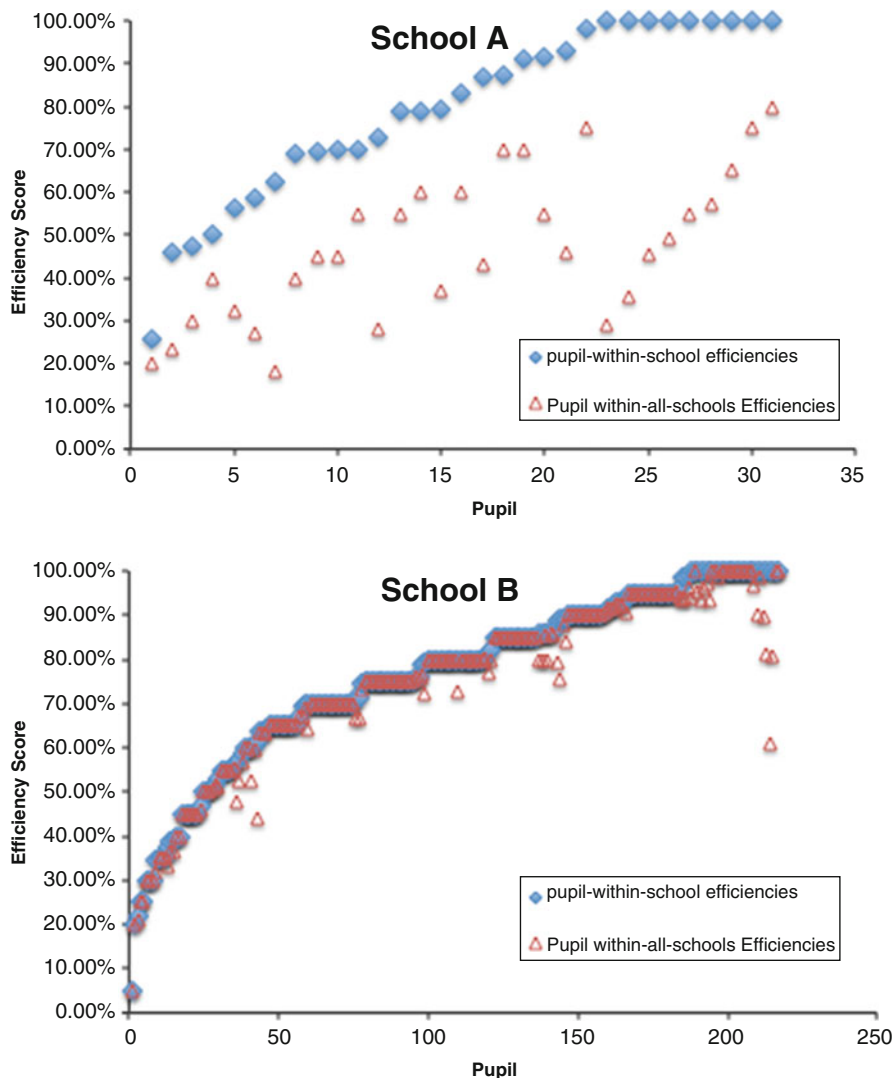 School A
100.00%
90.00%
80.00%
70.00%
60.00%
50.00%
40.00%
30.00%
20.00%
10.00%
0.00%
Efficiency Score
pupil-within-school efficiencies
Pupil within-all-schools Efficiencies
0 5 10 15 20 25 30 35
Pupil
School B
100.00%
90.00%
80.00%
70.00%
60.00%
50.00%
40.00%
30.00%
20.00%
10.00%
0.00%
Efficiency Score
pupil-within-school efficiencies
Pupil within-all-schools Efficiencies
0 50 100 150 200 250
Pupil